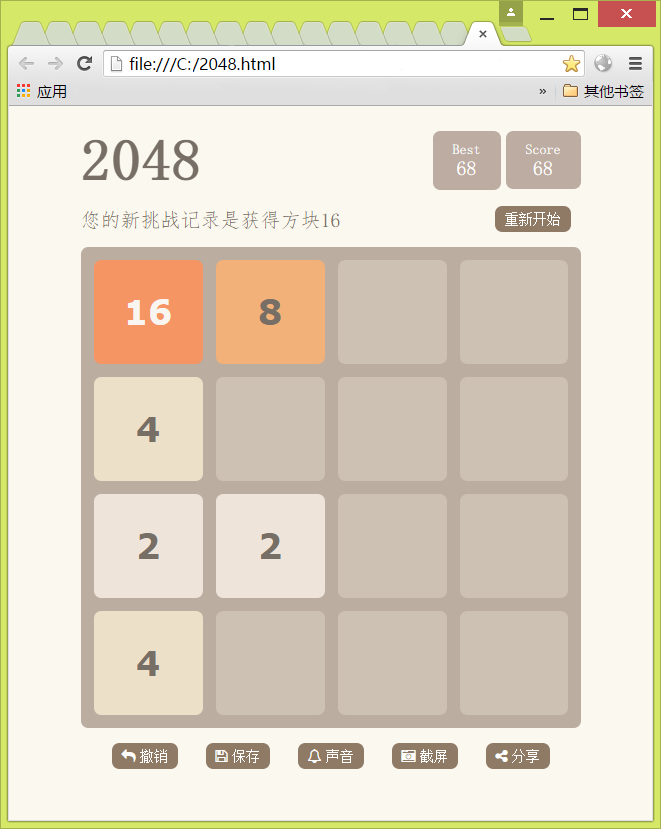 file:///C:/2048.html
应用
»
其他书签
2048
Best
68
Score
68
您的新挑战记录是获得方块16
重新开始
16 8
4
2 2
4
撤销 保存 声音 截屏 分享